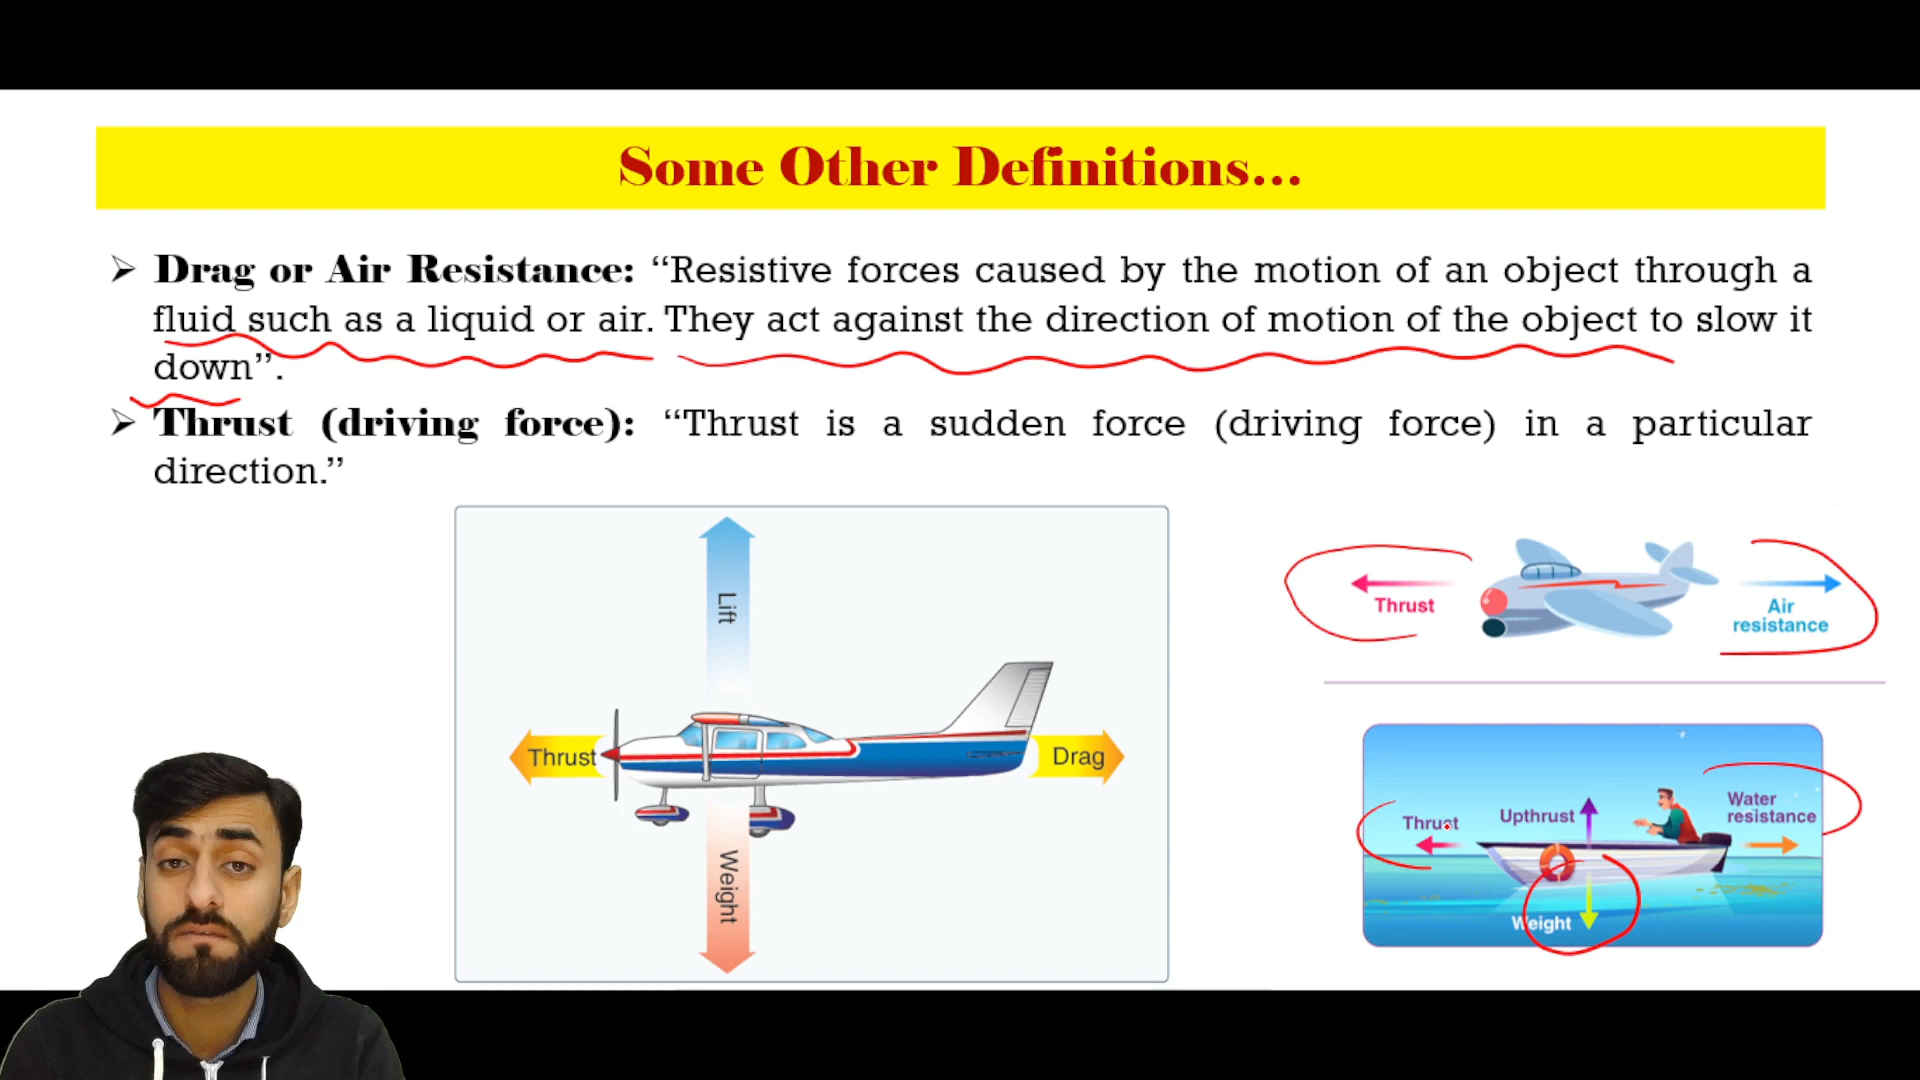 Some Other Definitions...
➢ Drag or Air Resistance: “Resistive forces caused by the motion of an object through a
fluid such as a liquid or air. They act against the direction of motion of the object to slow it
down”.
➢ Thrust (driving force): “Thrust is a sudden force (driving force) in a particular
direction.”
Lift
Thrust
Drag
Weight
Thrust
Air
resistance
Thrust
Upthrust
Water
resistance
Weight